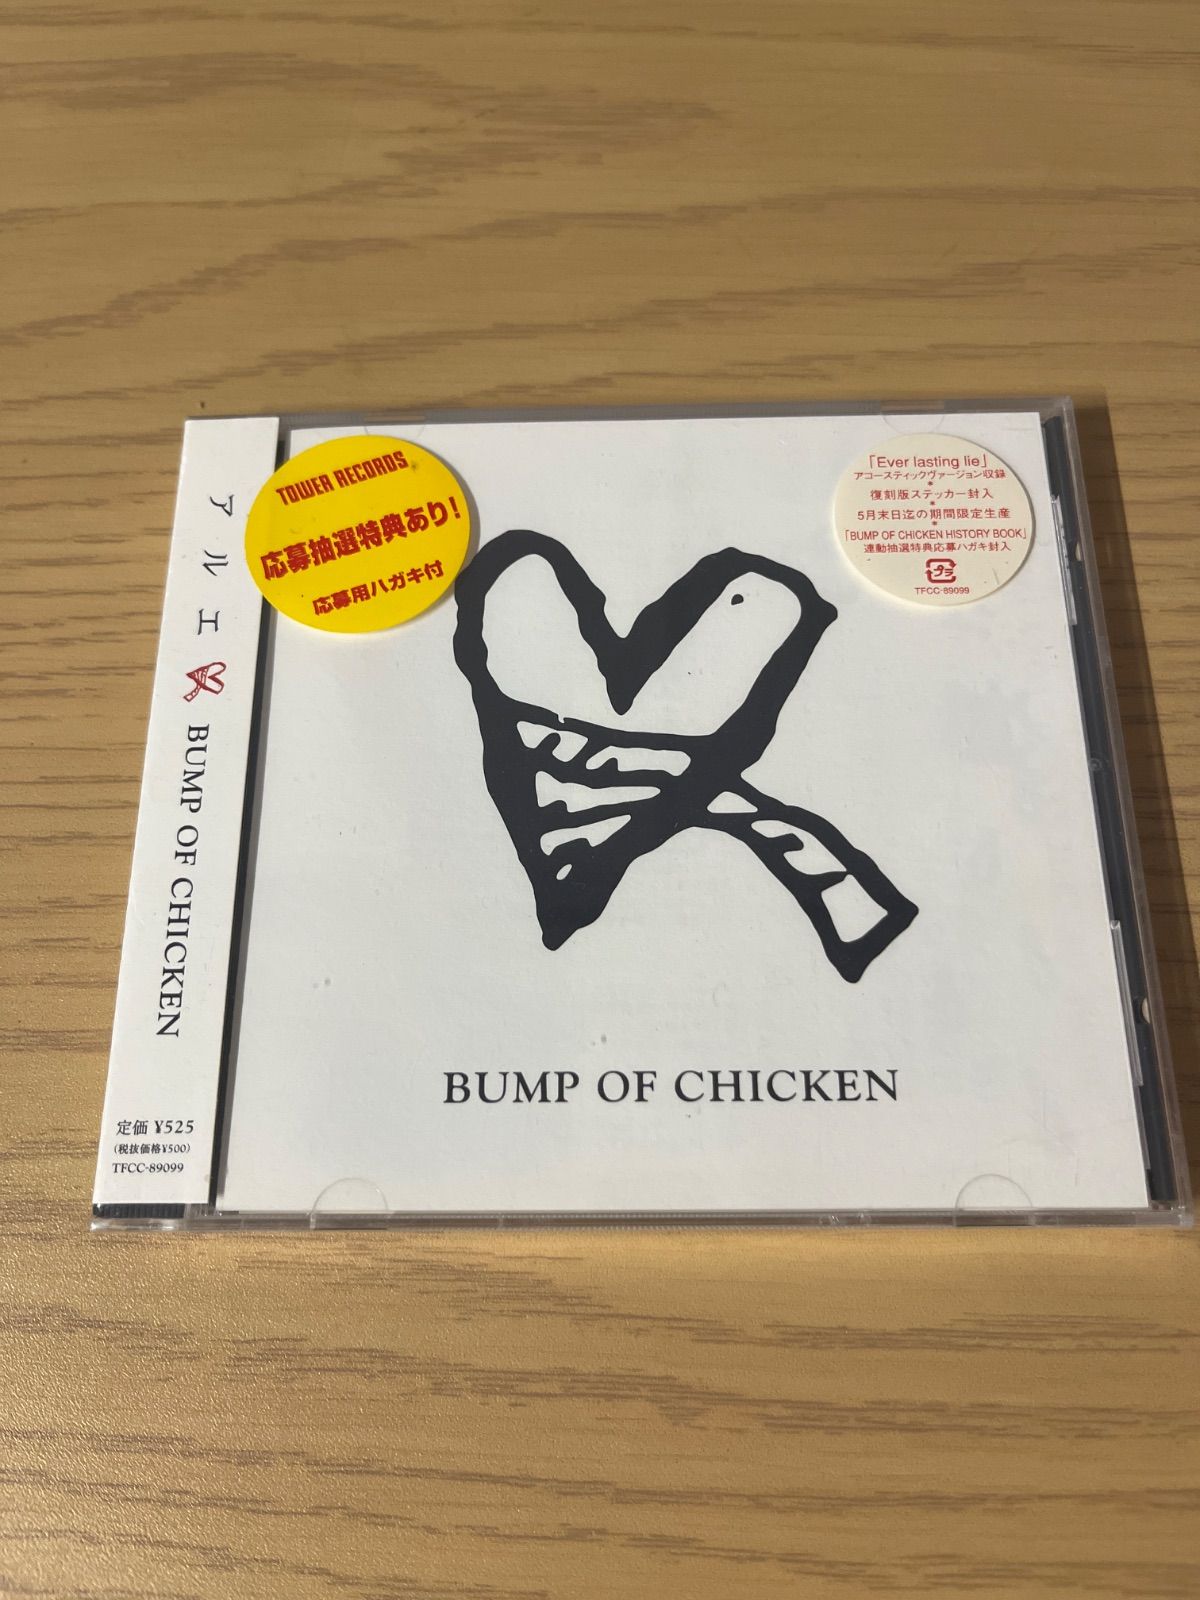 アルエ
BUMP OF CHICKEN
定価 ¥525
(税抜価格¥500)
TFCC-89099
TOWER RECORDS
応募抽選特典あり!
応募用ハガキ付
「Ever lasting lie」
アコースティックヴァージョン収録
*
復刻版ステッカー封入
*
5月末日迄の期間限定生産
*
「BUMP OF CHICKEN HISTORY BOOK」
連動抽選特典応募ハガキ封入
プラ
TFCC-89099
BUMP OF CHICKEN